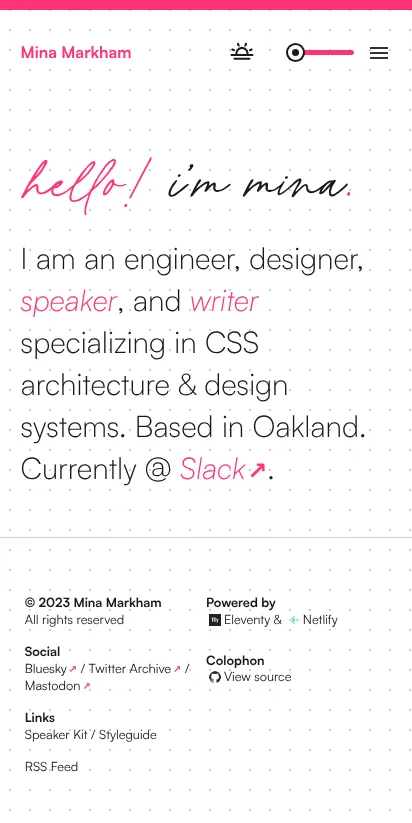 Mina Markham
hello! i'm mina.
I am an engineer, designer,
speaker, and writer
specializing in CSS
architecture & design
systems. Based in Oakland.
Currently @ Slack↗.
© 2023 Mina Markham
All rights reserved
Social
Bluesky↗ / Twitter Archive↗ /
Mastodon↗
Links
Speaker Kit / Styleguide
RSS Feed
Powered by
Eleventy & Netlify
Colophon
View source